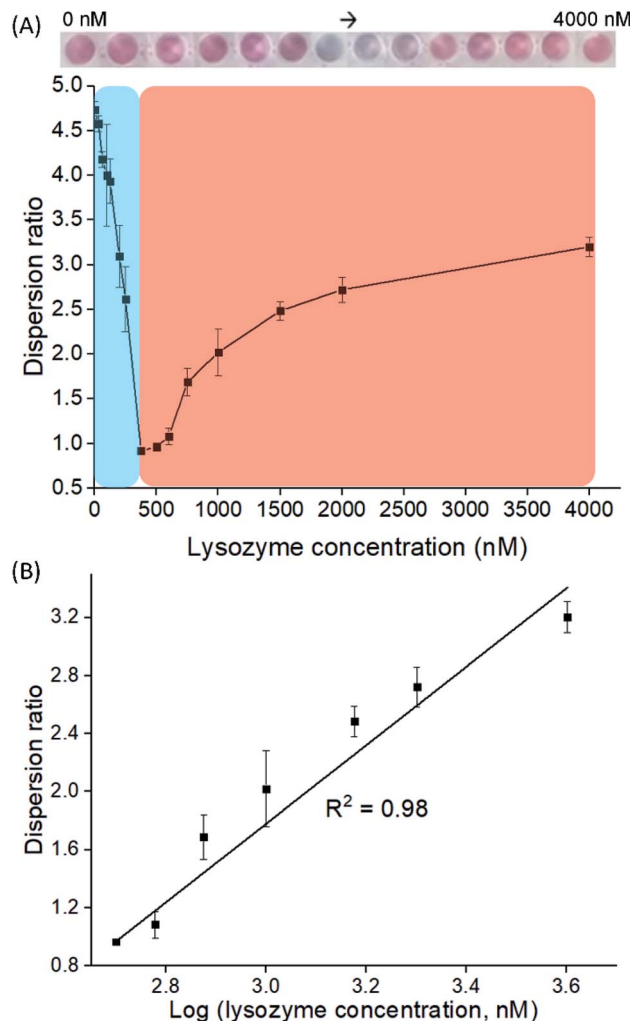 (A)
0 nM → 4000 nM
5.0
4.5
4.0
3.5
3.0
2.5
2.0
1.5
1.0
0.5
Dispersion ratio
0 500 1000 1500 2000 2500 3000 3500 4000
Lysozyme concentration (nM)
(B)
3.2
2.8
2.4
2.0
1.6
1.2
0.8
Dispersion ratio
R² = 0.98
2.8 3.0 3.2 3.4 3.6
Log (lysozyme concentration, nM)